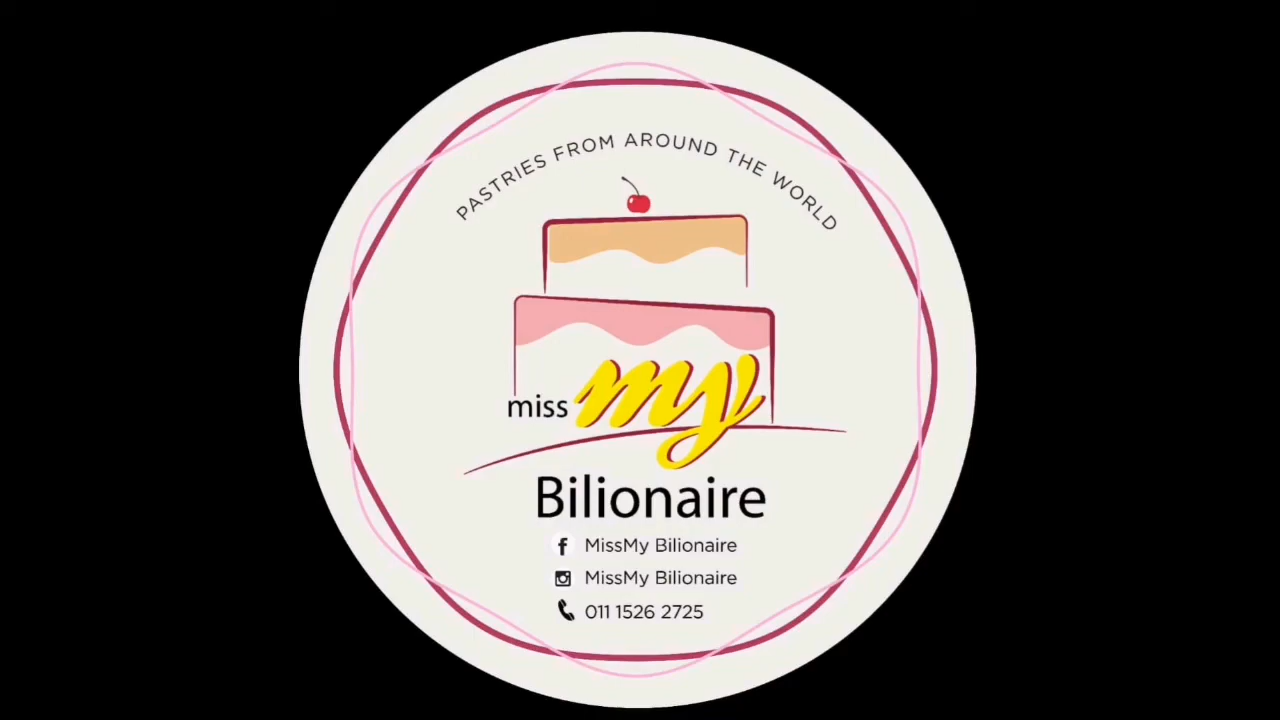 PASTRIES FROM AROUND THE WORLD
miss my
Bilionaire
MissMy Bilionaire
MissMy Bilionaire
011 1526 2725